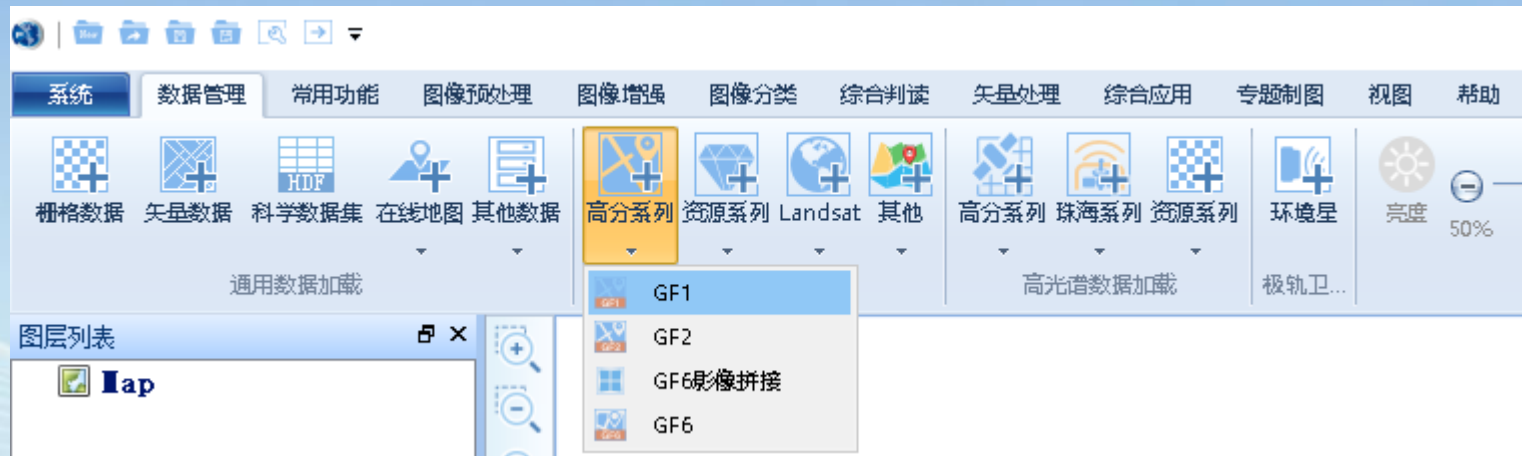 New
系统 数据管理 常用功能 图像预处理 图像增强 图像分类 综合判读 矢量处理 综合应用 专题制图 视图 帮助
HDF
栅格数据 矢量数据 科学数据集 在线地图 其他数据 高分系列 资源系列 Landsat 其他 高分系列 珠海系列 资源系列 环境星 亮度 50%
通用数据加载 高光谱数据加载 极轨卫...
GF1 GF1
图层列表
GF2 GF2
Map
GF6影像拼接
GF6 GF6